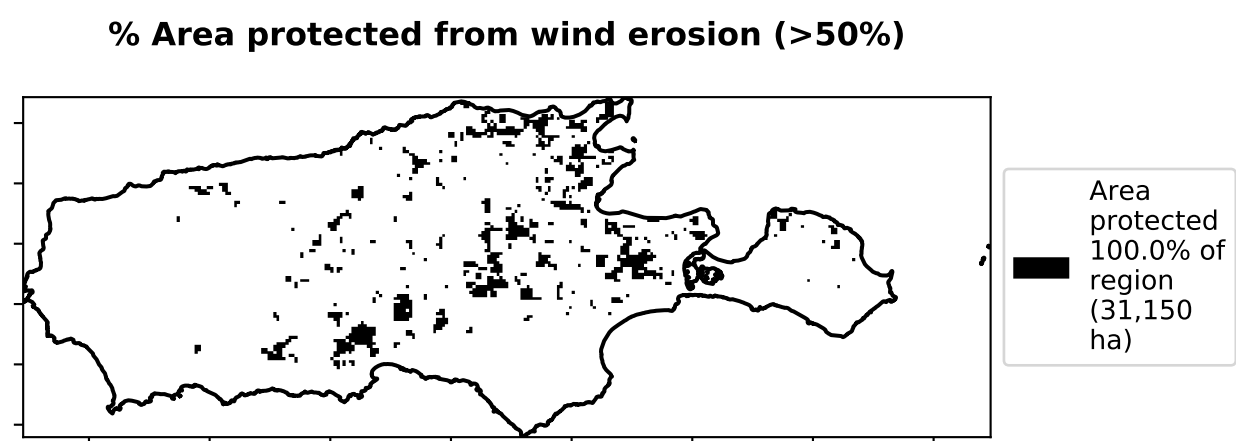 % Area protected from wind erosion (>50%)
Area
protected
100.0% of
region
(31,150
ha)